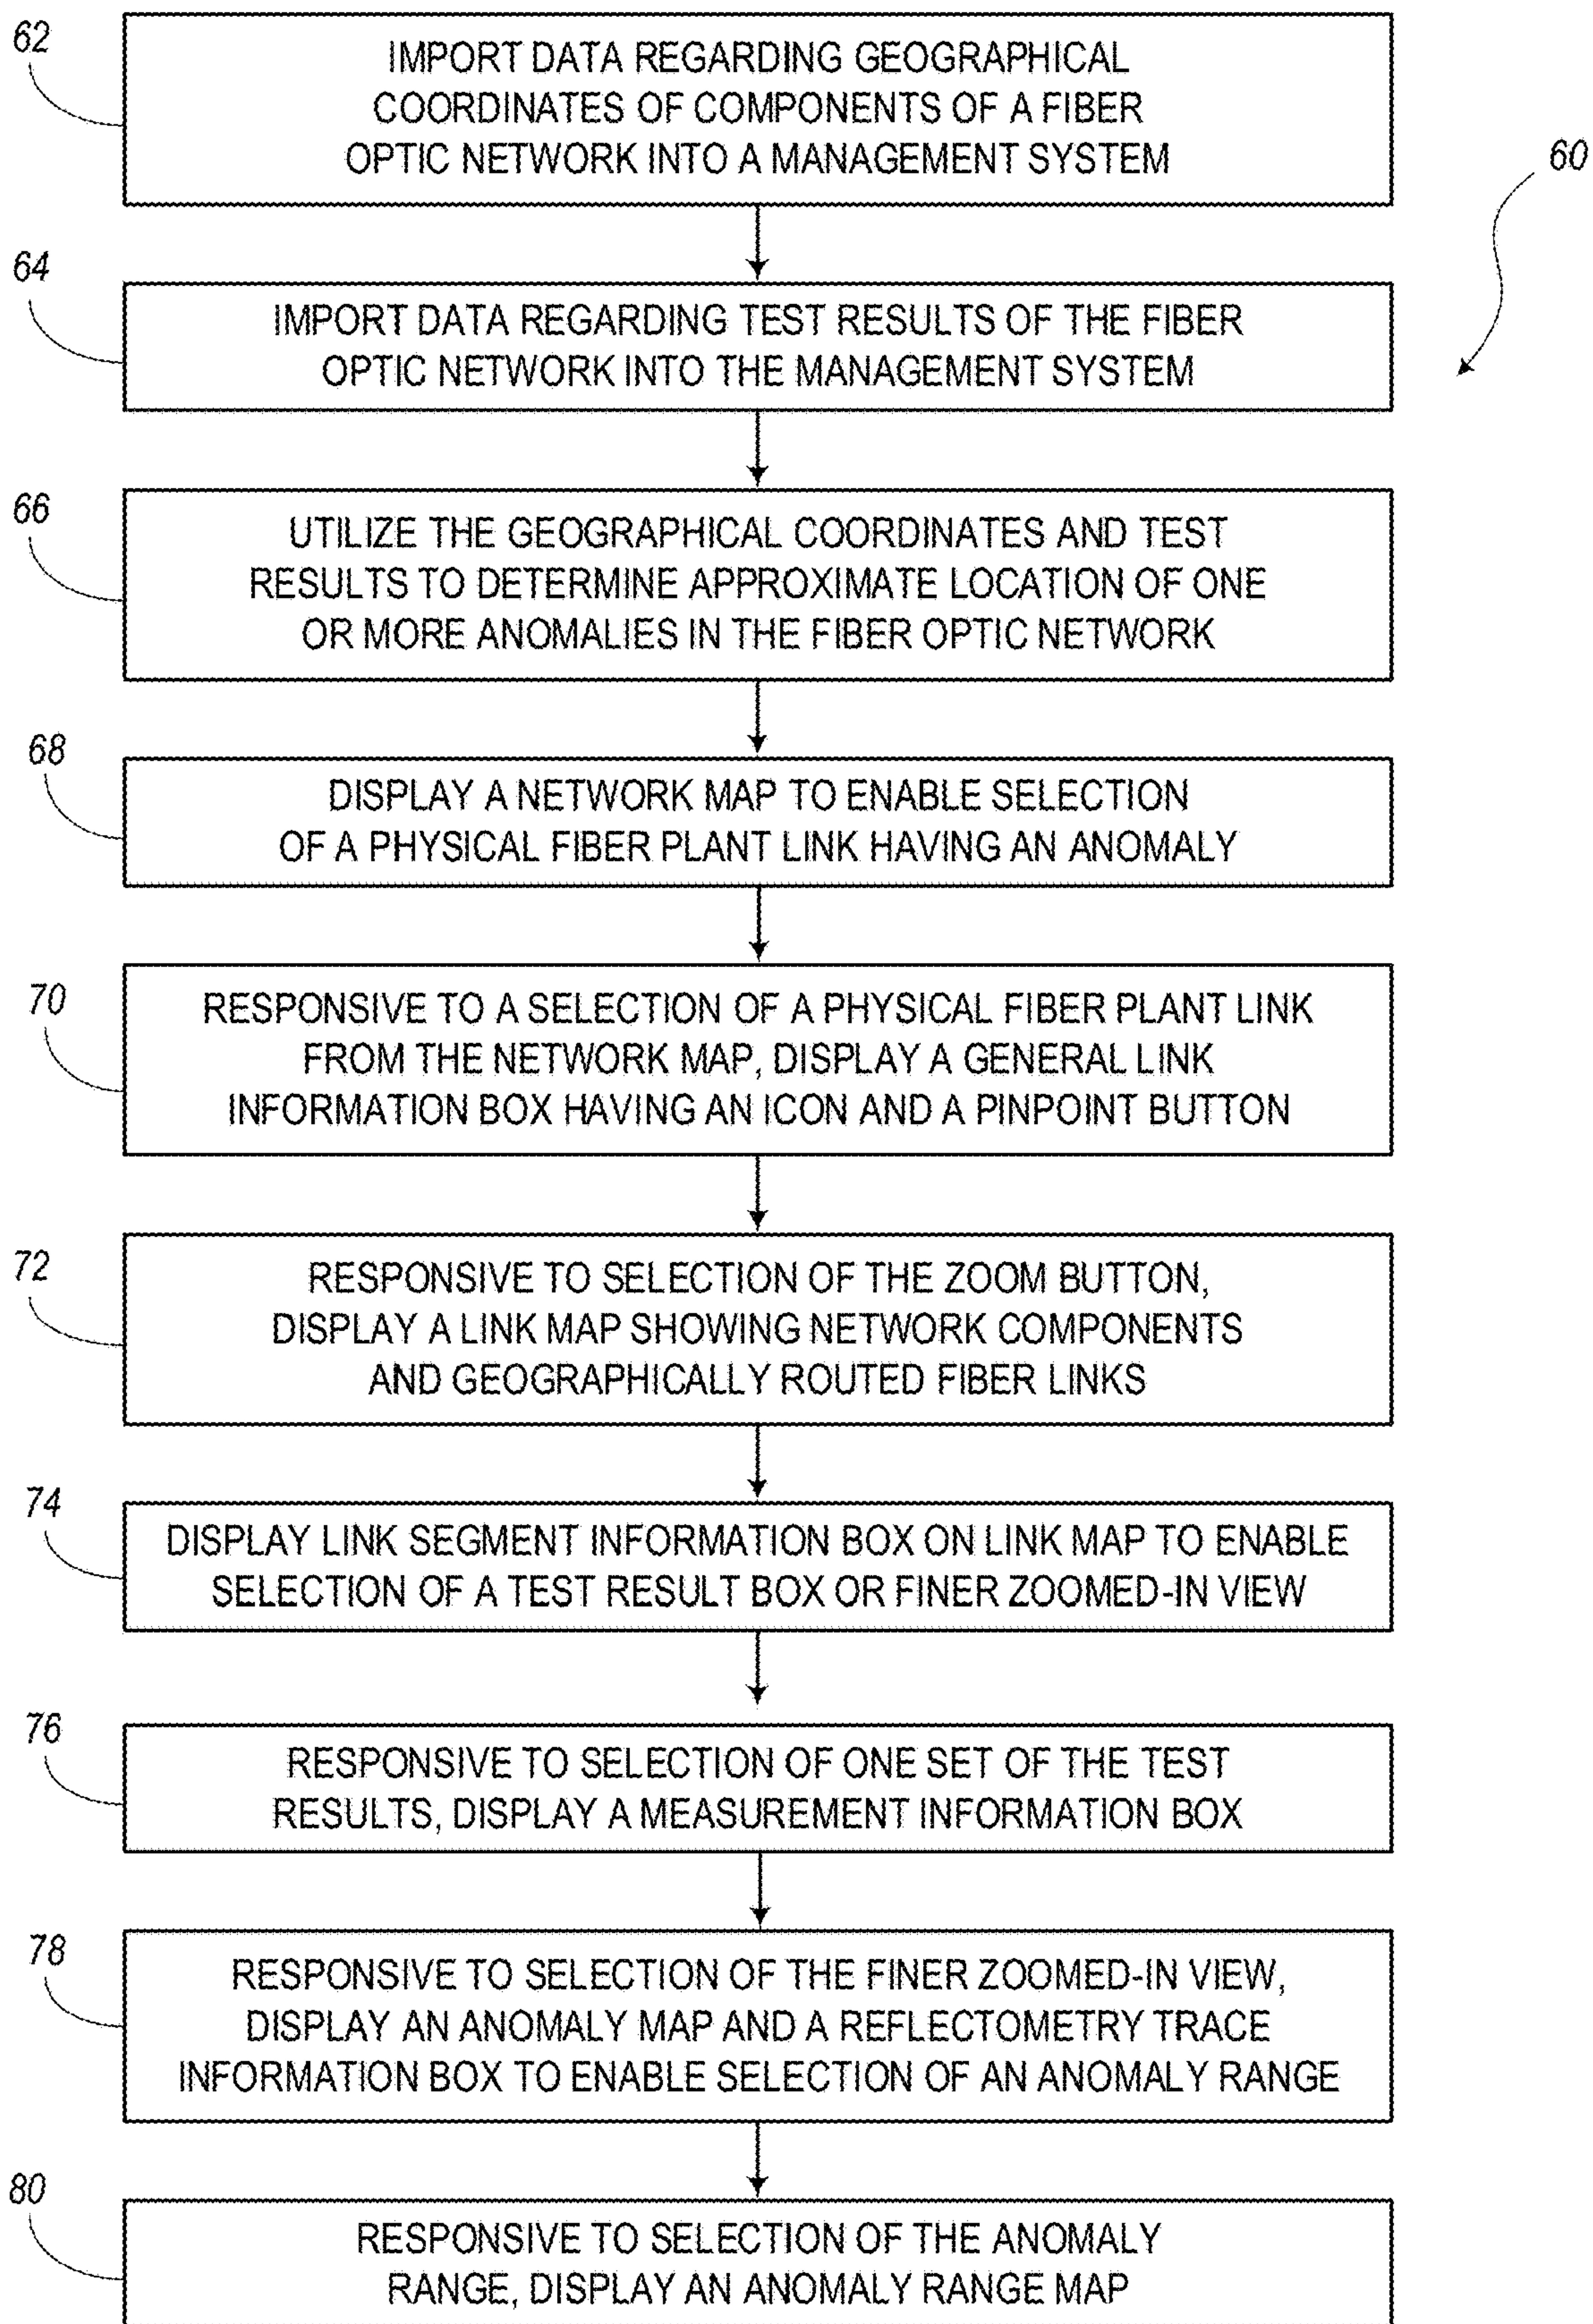 62
IMPORT DATA REGARDING GEOGRAPHICAL
COORDINATES OF COMPONENTS OF A FIBER
OPTIC NETWORK INTO A MANAGEMENT SYSTEM
60
64
IMPORT DATA REGARDING TEST RESULTS OF THE FIBER
OPTIC NETWORK INTO THE MANAGEMENT SYSTEM
66
UTILIZE THE GEOGRAPHICAL COORDINATES AND TEST
RESULTS TO DETERMINE APPROXIMATE LOCATION OF ONE
OR MORE ANOMALIES IN THE FIBER OPTIC NETWORK
68
DISPLAY A NETWORK MAP TO ENABLE SELECTION
OF A PHYSICAL FIBER PLANT LINK HAVING AN ANOMALY
70
RESPONSIVE TO A SELECTION OF A PHYSICAL FIBER PLANT LINK
FROM THE NETWORK MAP, DISPLAY A GENERAL LINK
INFORMATION BOX HAVING AN ICON AND A PINPOINT BUTTON
72
RESPONSIVE TO SELECTION OF THE ZOOM BUTTON,
DISPLAY A LINK MAP SHOWING NETWORK COMPONENTS
AND GEOGRAPHICALLY ROUTED FIBER LINKS
74
DISPLAY LINK SEGMENT INFORMATION BOX ON LINK MAP TO ENABLE
SELECTION OF A TEST RESULT BOX OR FINER ZOOMED-IN VIEW
76
RESPONSIVE TO SELECTION OF ONE SET OF THE TEST
RESULTS, DISPLAY A MEASUREMENT INFORMATION BOX
78
RESPONSIVE TO SELECTION OF THE FINER ZOOMED-IN VIEW,
DISPLAY AN ANOMALY MAP AND A REFLECTOMETRY TRACE
INFORMATION BOX TO ENABLE SELECTION OF AN ANOMALY RANGE
80
RESPONSIVE TO SELECTION OF THE ANOMALY
RANGE, DISPLAY AN ANOMALY RANGE MAP